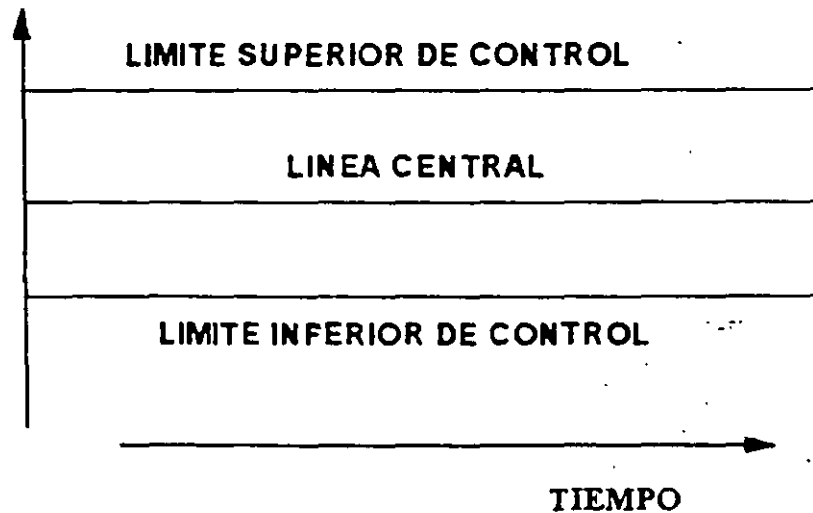 LIMITE SUPERIOR DE CONTROL
LINEA CENTRAL
LIMITE INFERIOR DE CONTROL
TIEMPO